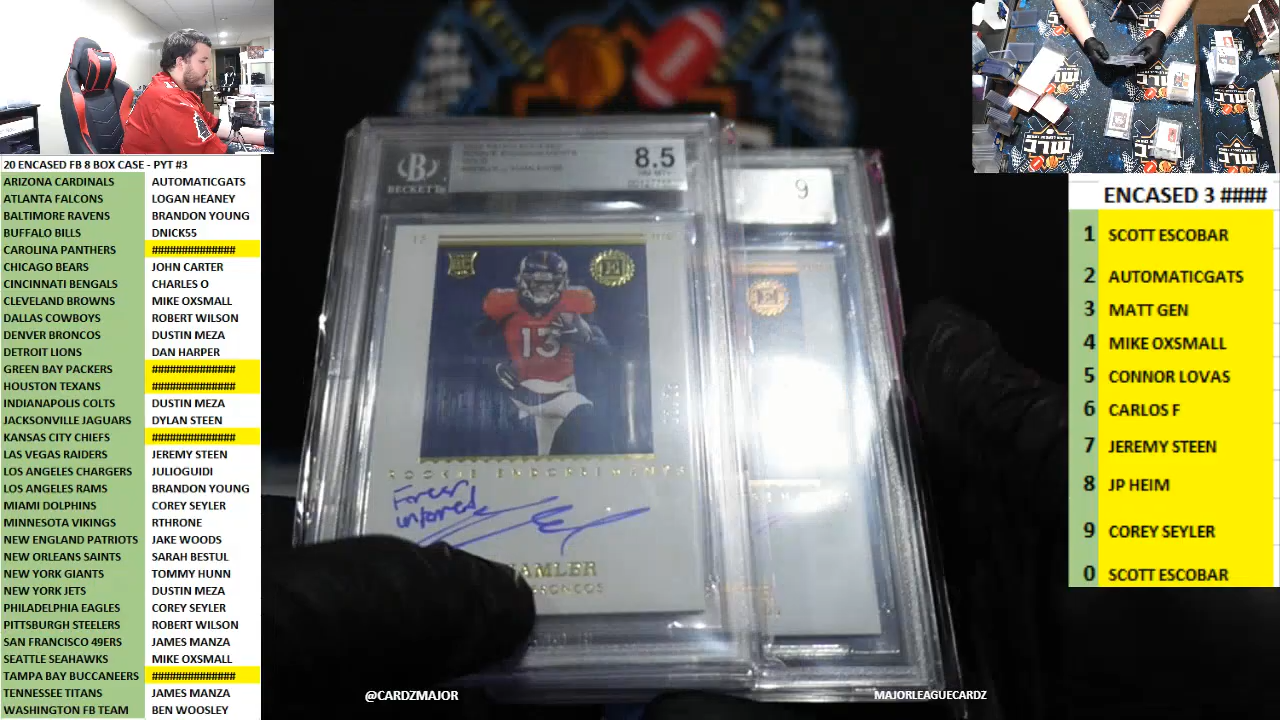 20 ENCASED FB 8 BOX CASE - PYT #3
ARIZONA CARDINALS AUTOMATICGATS
ATLANTA FALCONS LOGAN HEANEY
BALTIMORE RAVENS BRANDON YOUNG
BUFFALO BILLS DNICK55
CAROLINA PANTHERS ##############
CHICAGO BEARS JOHN CARTER
CINCINNATI BENGALS CHARLES O
CLEVELAND BROWNS MIKE OXSMALL
DALLAS COWBOYS ROBERT WILSON
DENVER BRONCOS DUSTIN MEZA
DETROIT LIONS DAN HARPER
GREEN BAY PACKERS ##############
HOUSTON TEXANS ##############
INDIANAPOLIS COLTS DUSTIN MEZA
JACKSONVILLE JAGUARS DYLAN STEEN
KANSAS CITY CHIEFS ##############
LAS VEGAS RAIDERS JEREMY STEEN
LOS ANGELES CHARGERS JULIOGUIDI
LOS ANGELES RAMS BRANDON YOUNG
MIAMI DOLPHINS COREY SEYLER
MINNESOTA VIKINGS RTHRONE
NEW ENGLAND PATRIOTS JAKE WOODS
NEW ORLEANS SAINTS SARAH BESTUL
NEW YORK GIANTS TOMMY HUNN
NEW YORK JETS DUSTIN MEZA
PHILADELPHIA EAGLES COREY SEYLER
PITTSBURGH STEELERS ROBERT WILSON
SAN FRANCISCO 49ERS JAMES MANZA
SEATTLE SEAHAWKS MIKE OXSMALL
TAMPA BAY BUCCANEERS ##############
TENNESSEE TITANS JAMES MANZA
WASHINGTON FB TEAM BEN WOOSLEY
B
BECKETT
8.5
9
RC
E
13
ROOKIE ENDORSEMENTS
HAMLER
BRONCOS
@CARDZMAJOR
MAJORLEAGUECARDZ
ENCASED 3 ####
1 SCOTT ESCOBAR
2 AUTOMATICGATS
3 MATT GEN
4 MIKE OXSMALL
5 CONNOR LOVAS
6 CARLOS F
7 JEREMY STEEN
8 JP HEIM
9 COREY SEYLER
0 SCOTT ESCOBAR